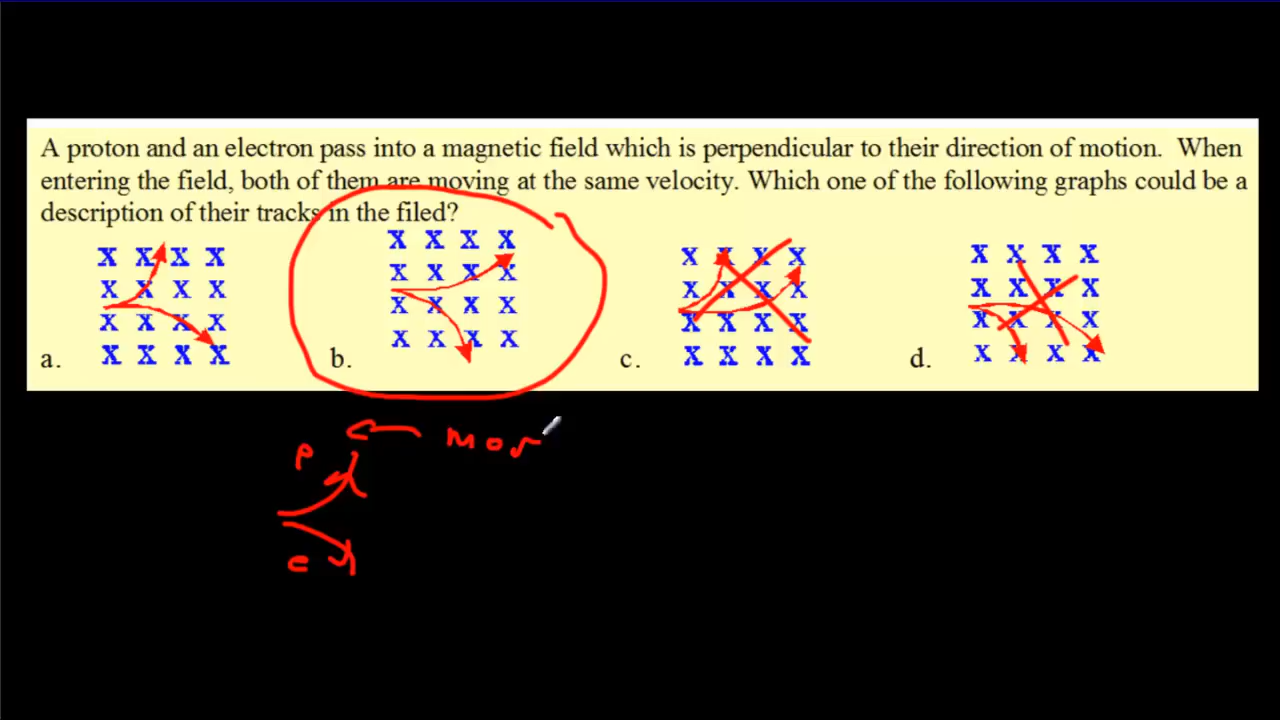 A proton and an electron pass into a magnetic field which is perpendicular to their direction of motion. When
entering the field, both of them are moving at the same velocity. Which one of the following graphs could be a
description of their tracks in the filed?
X X X X X X X X X X X X X X X X
X X X X X X X X X X X X X X X X
X X X X X X X X X X X X X X X X
X X X X X X X X X X X X X X X X
a. b. c. d.
mor
P
e